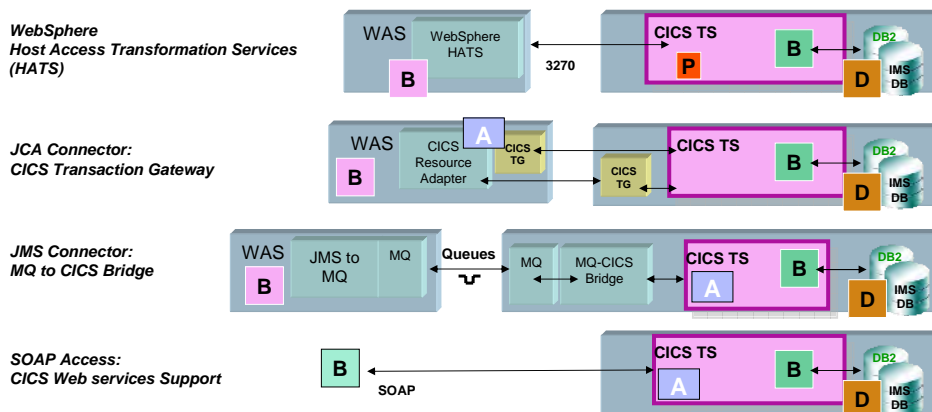 WebSphere
Host Access Transformation Services
(HATS)
WAS
WebSphere
HATS
B
3270
CICS TS
P
B
DB2
IMS
DB
D
JCA Connector:
CICS Transaction Gateway
WAS
B
CICS
Resource
Adapter
A
CICS
TG
CICS
TG
CICS TS
B
DB2
IMS
DB
D
JMS Connector:
MQ to CICS Bridge
WAS
B
JMS to
MQ
MQ
Queues
MQ
MQ-CICS
Bridge
CICS TS
A
B
DB2
IMS
DB
D
SOAP Access:
CICS Web services Support
B
SOAP
CICS TS
A
B
DB2
IMS
DB
D